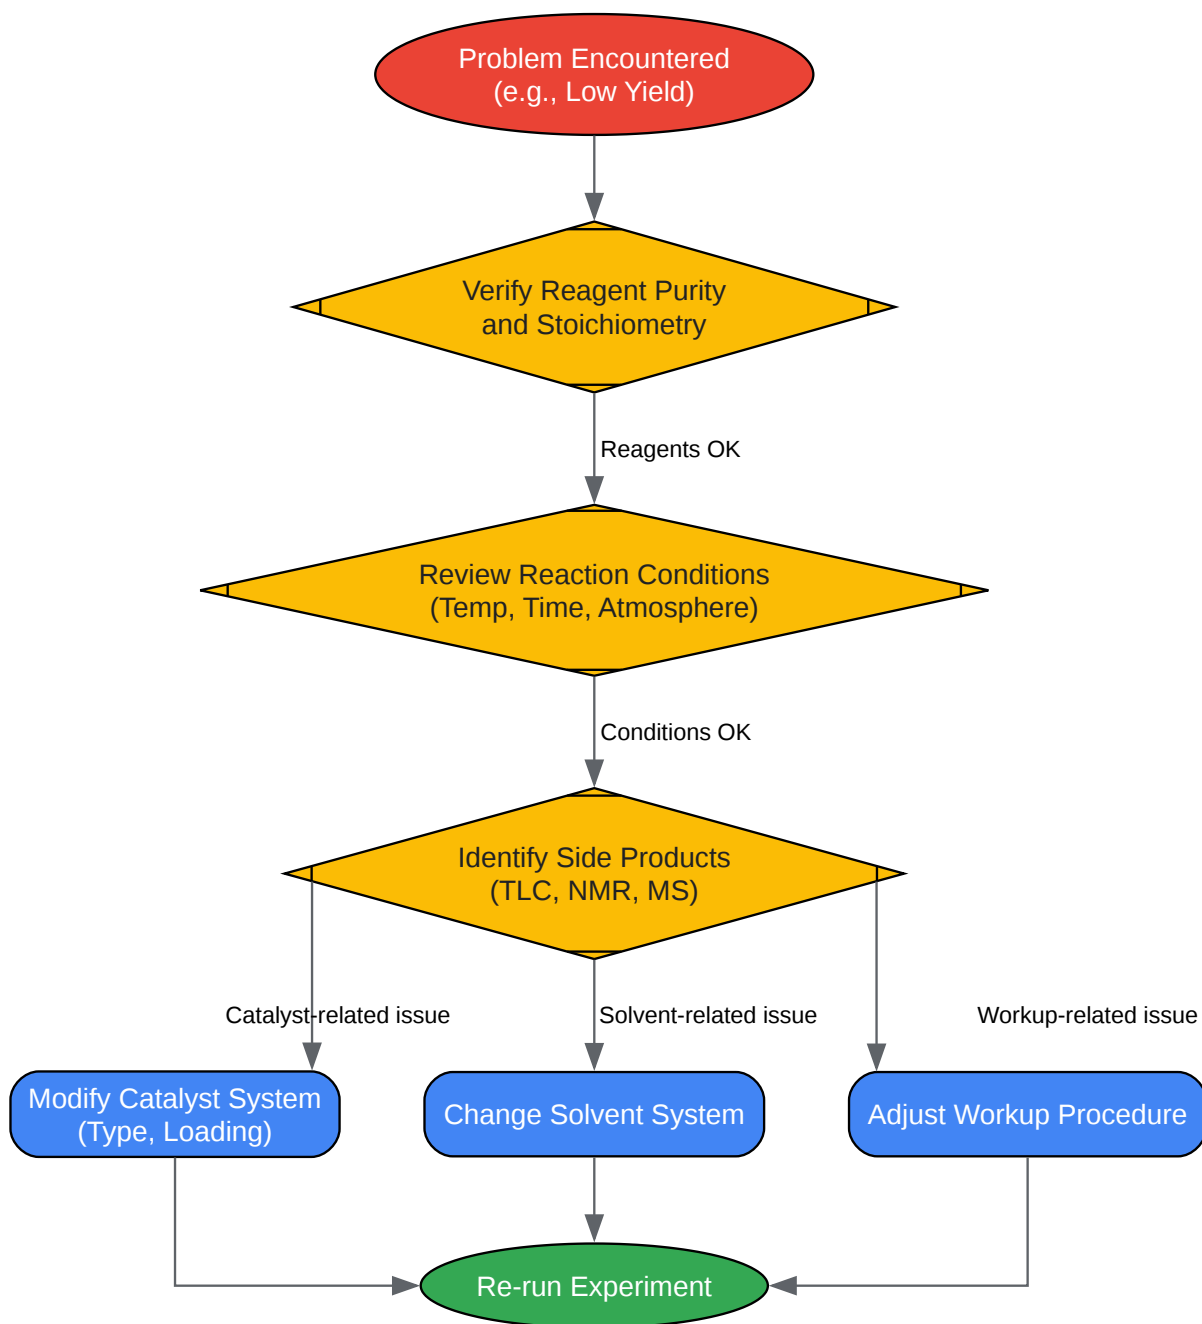 Problem Encountered
(e.g., Low Yield)
Verify Reagent Purity
and Stoichiometry
Reagents OK
Review Reaction Conditions
(Temp, Time, Atmosphere)
Conditions OK
Identify Side Products
(TLC, NMR, MS)
Catalyst-related issue
Solvent-related issue
Workup-related issue
Modify Catalyst System
(Type, Loading)
Change Solvent System
Adjust Workup Procedure
Re-run Experiment